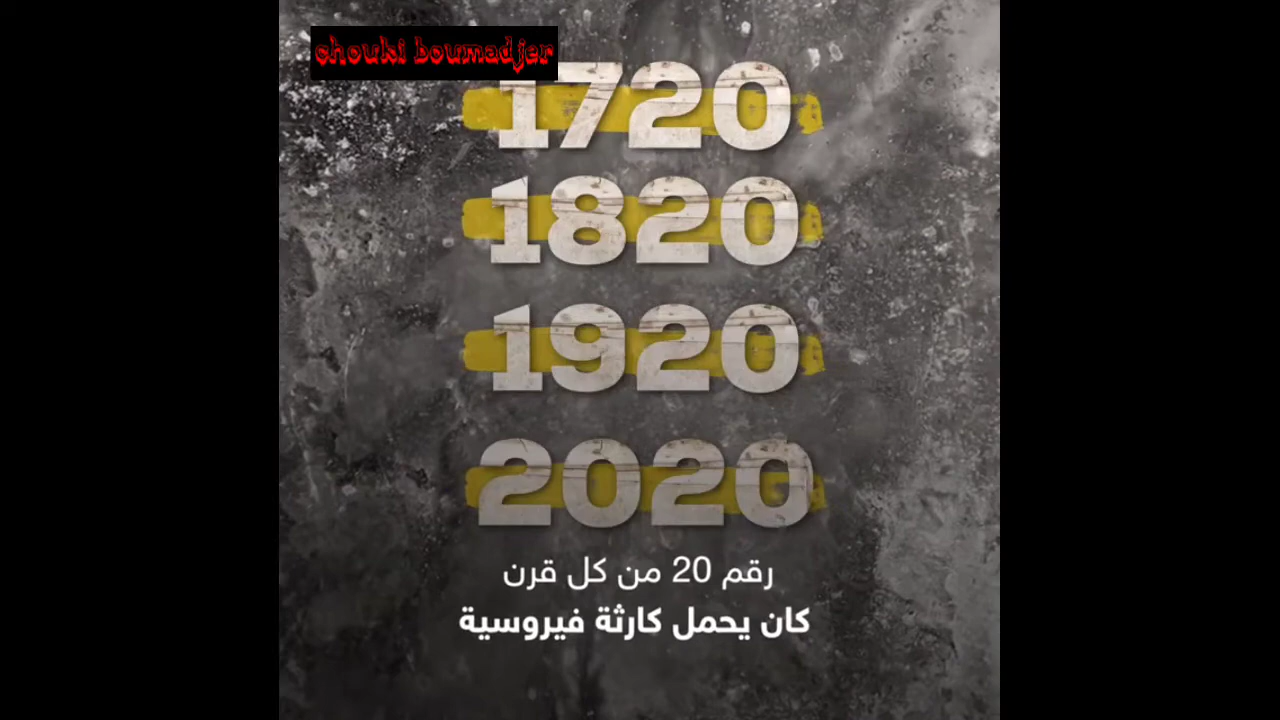 chouki boumadjer
1720
1820
1920
2020
رقم 20 من كل قرن
كان يحمل كارثة فيروسية